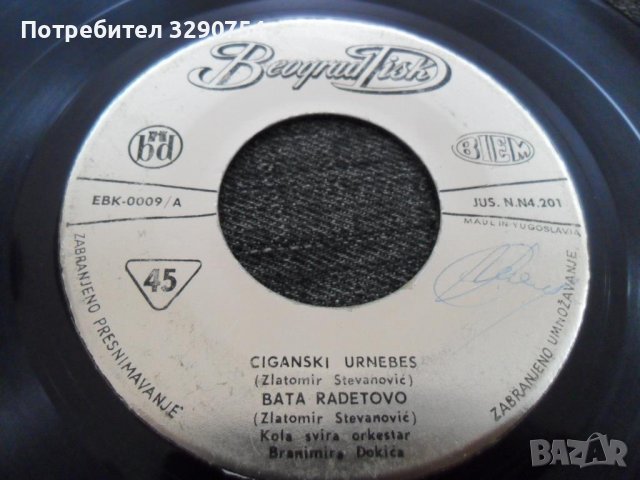 Потребител 3290754
Beograd Disk
bd
BIEM
EBK-0009/A
JUS. N.N4.201
MADE IN YUGOSLAVIA
45
ZABRANJENO PRESNIMAVANJE
ZABRANJENO UMNOŽAVANJE
CIGANSKI URNEBES
(Zlatomir Stevanović)
BATA RADETOVO
(Zlatomir Stevanović)
Kola svira orkestar
Branimira Đokića
BAZAR